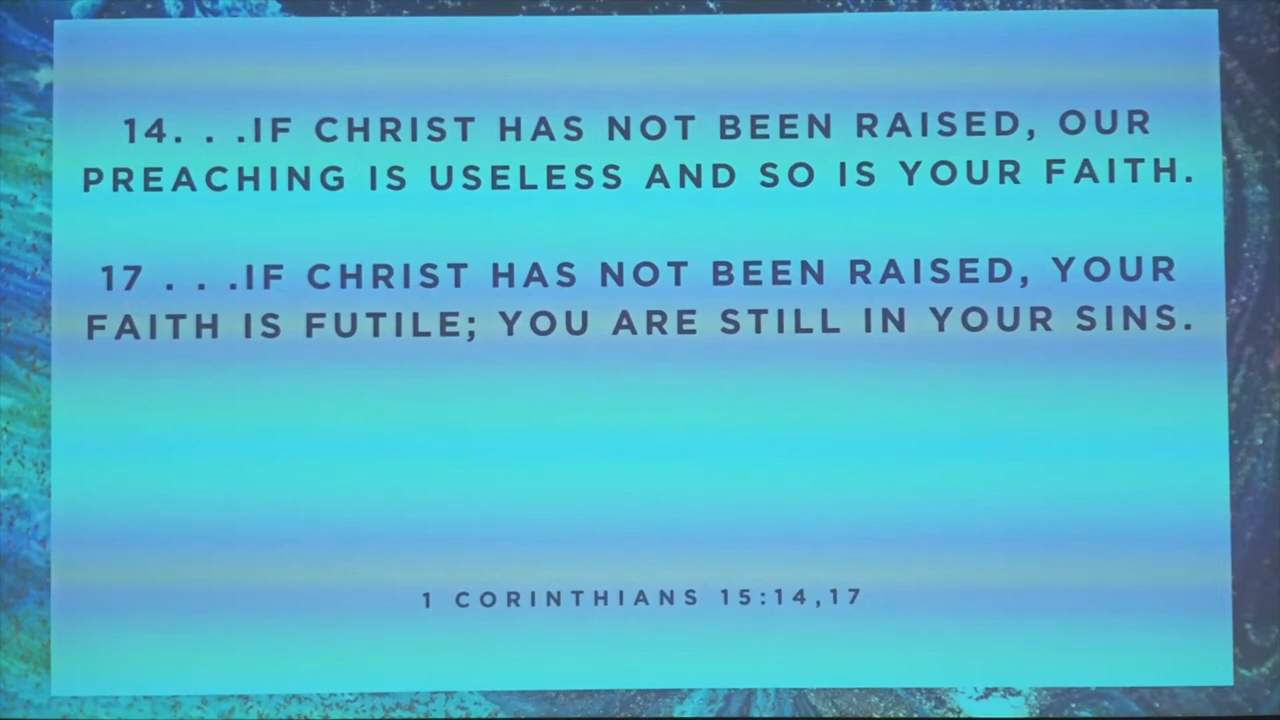 14. . .IF CHRIST HAS NOT BEEN RAISED, OUR
PREACHING IS USELESS AND SO IS YOUR FAITH.
17 . . .IF CHRIST HAS NOT BEEN RAISED, YOUR
FAITH IS FUTILE; YOU ARE STILL IN YOUR SINS.
1 CORINTHIANS 15:14,17